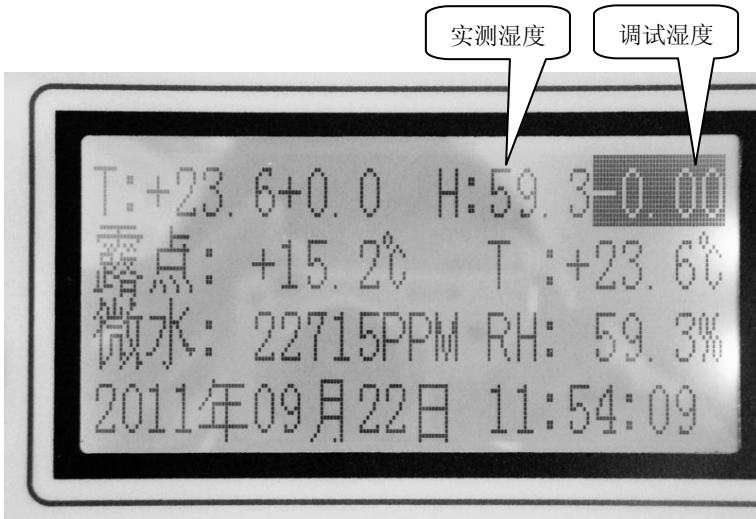 实测湿度 调试湿度
T:+23.6+0.0 H:59.3-0.00
露点: +15.2℃ T :+23.6℃
微水: 22715PPM RH: 59.3%
2011年09月22日 11:54:09